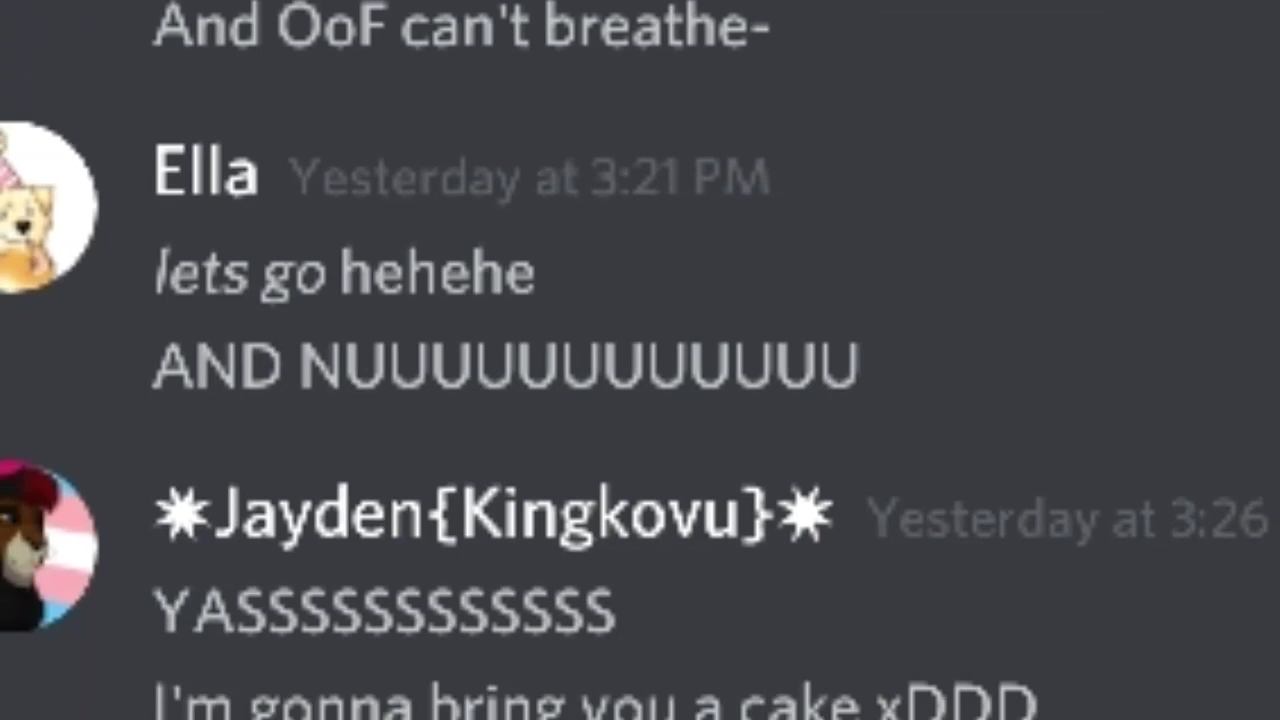 And OoF can't breathe-
Ella Yesterday at 3:21 PM
lets go hehehe
AND NUUUUUUUUUUUU
✷Jayden{Kingkovu}✷ Yesterday at 3:26
YASSSSSSSSSSSS
I'm gonna bring you a cake xDDD